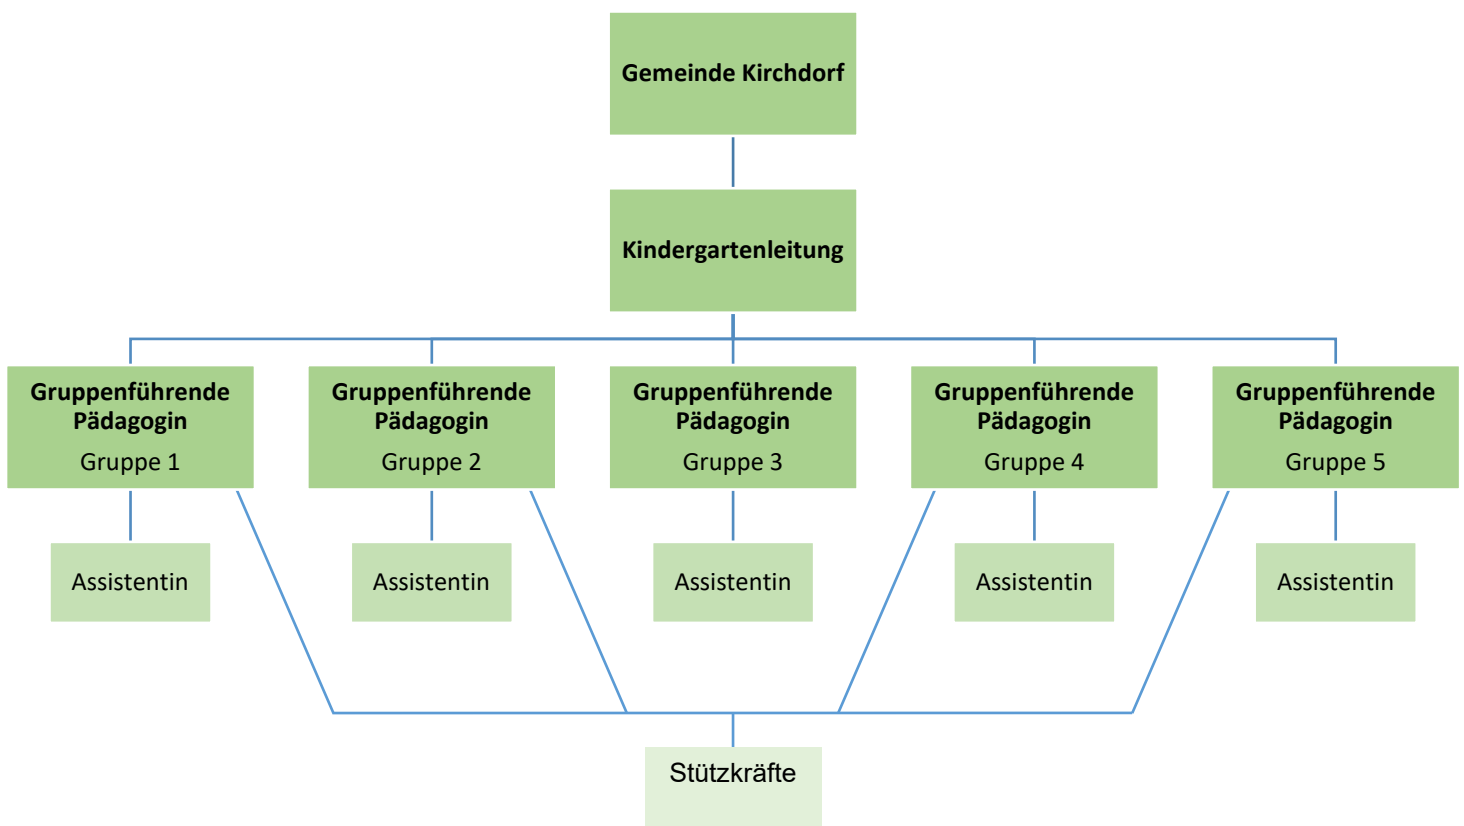 Gemeinde Kirchdorf
Kindergartenleitung
Gruppenführende
Pädagogin
Gruppe 1
Gruppenführende
Pädagogin
Gruppe 2
Gruppenführende
Pädagogin
Gruppe 3
Gruppenführende
Pädagogin
Gruppe 4
Gruppenführende
Pädagogin
Gruppe 5
Assistentin
Assistentin
Assistentin
Assistentin
Assistentin
Stützkräfte